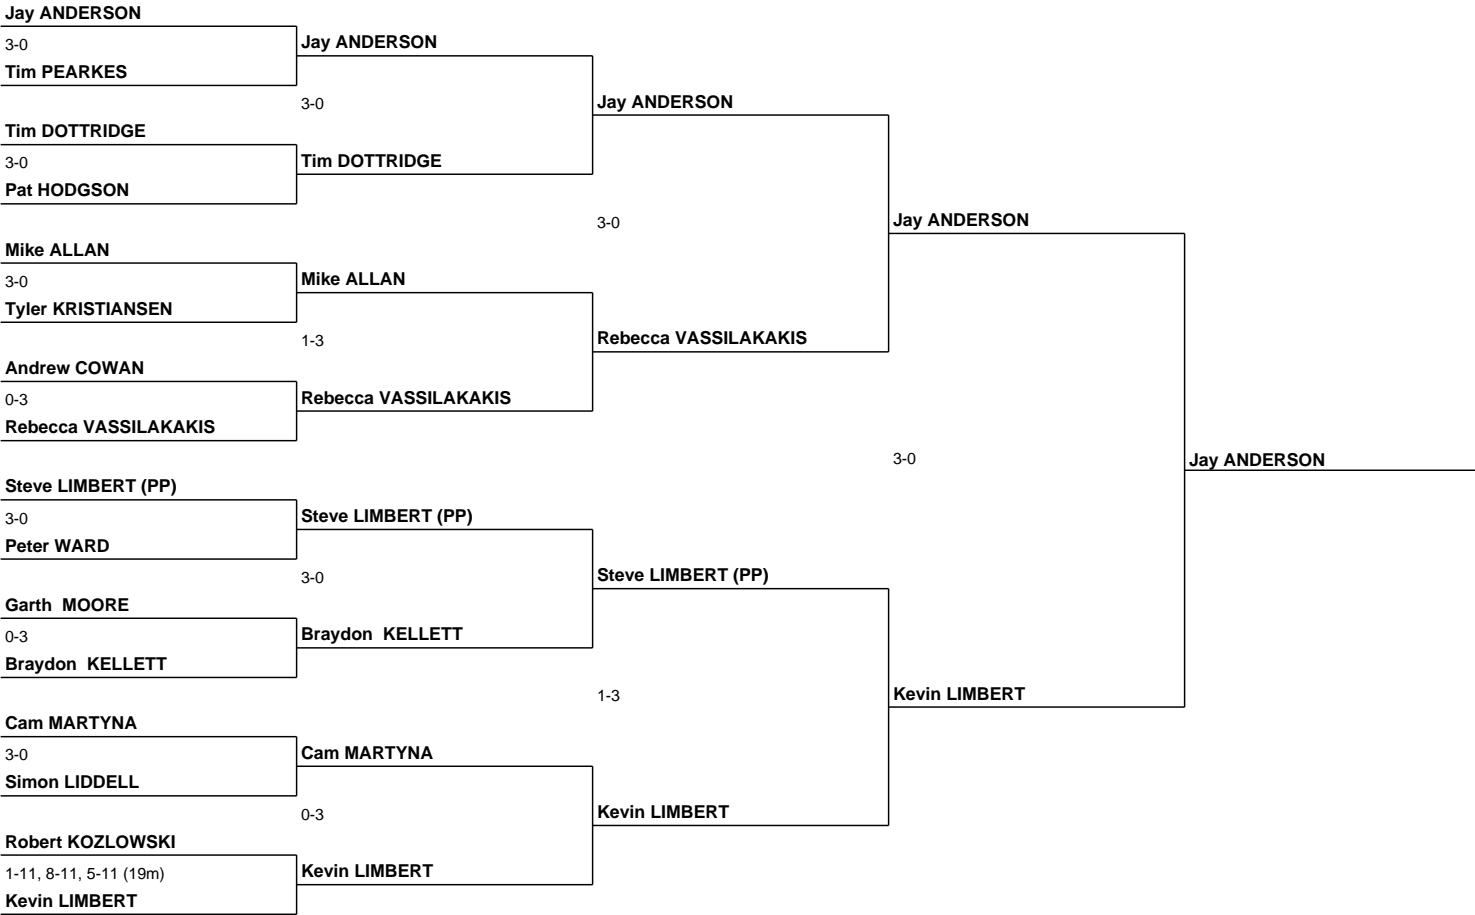 Jay ANDERSON
3-0
Jay ANDERSON
Tim PEARKES
3-0
Jay ANDERSON
Tim DOTTRIDGE
3-0
Tim DOTTRIDGE
Pat HODGSON
3-0
Jay ANDERSON
Mike ALLAN
3-0
Mike ALLAN
Tyler KRISTIANSEN
1-3
Rebecca VASSILAKAKIS
Andrew COWAN
0-3
Rebecca VASSILAKAKIS
Rebecca VASSILAKAKIS
3-0
Jay ANDERSON
Steve LIMBERT (PP)
3-0
Steve LIMBERT (PP)
Peter WARD
3-0
Steve LIMBERT (PP)
Garth  MOORE
0-3
Braydon  KELLETT
Braydon  KELLETT
1-3
Kevin LIMBERT
Cam MARTYNA
3-0
Cam MARTYNA
Simon LIDDELL
0-3
Kevin LIMBERT
Robert KOZLOWSKI
1-11, 8-11, 5-11 (19m)
Kevin LIMBERT
Kevin LIMBERT